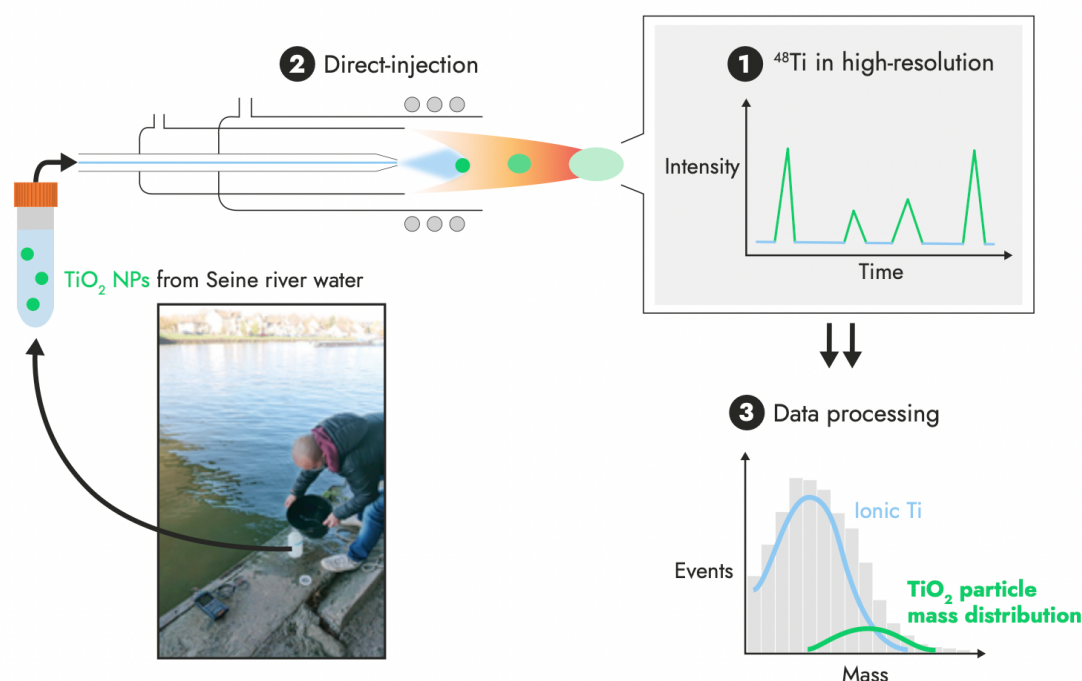 2 Direct-injection
1 ⁴⁸Ti in high-resolution
Intensity
Time
TiO₂ NPs from Seine river water
3 Data processing
Ionic Ti
Events
TiO₂ particle
mass distribution
Mass